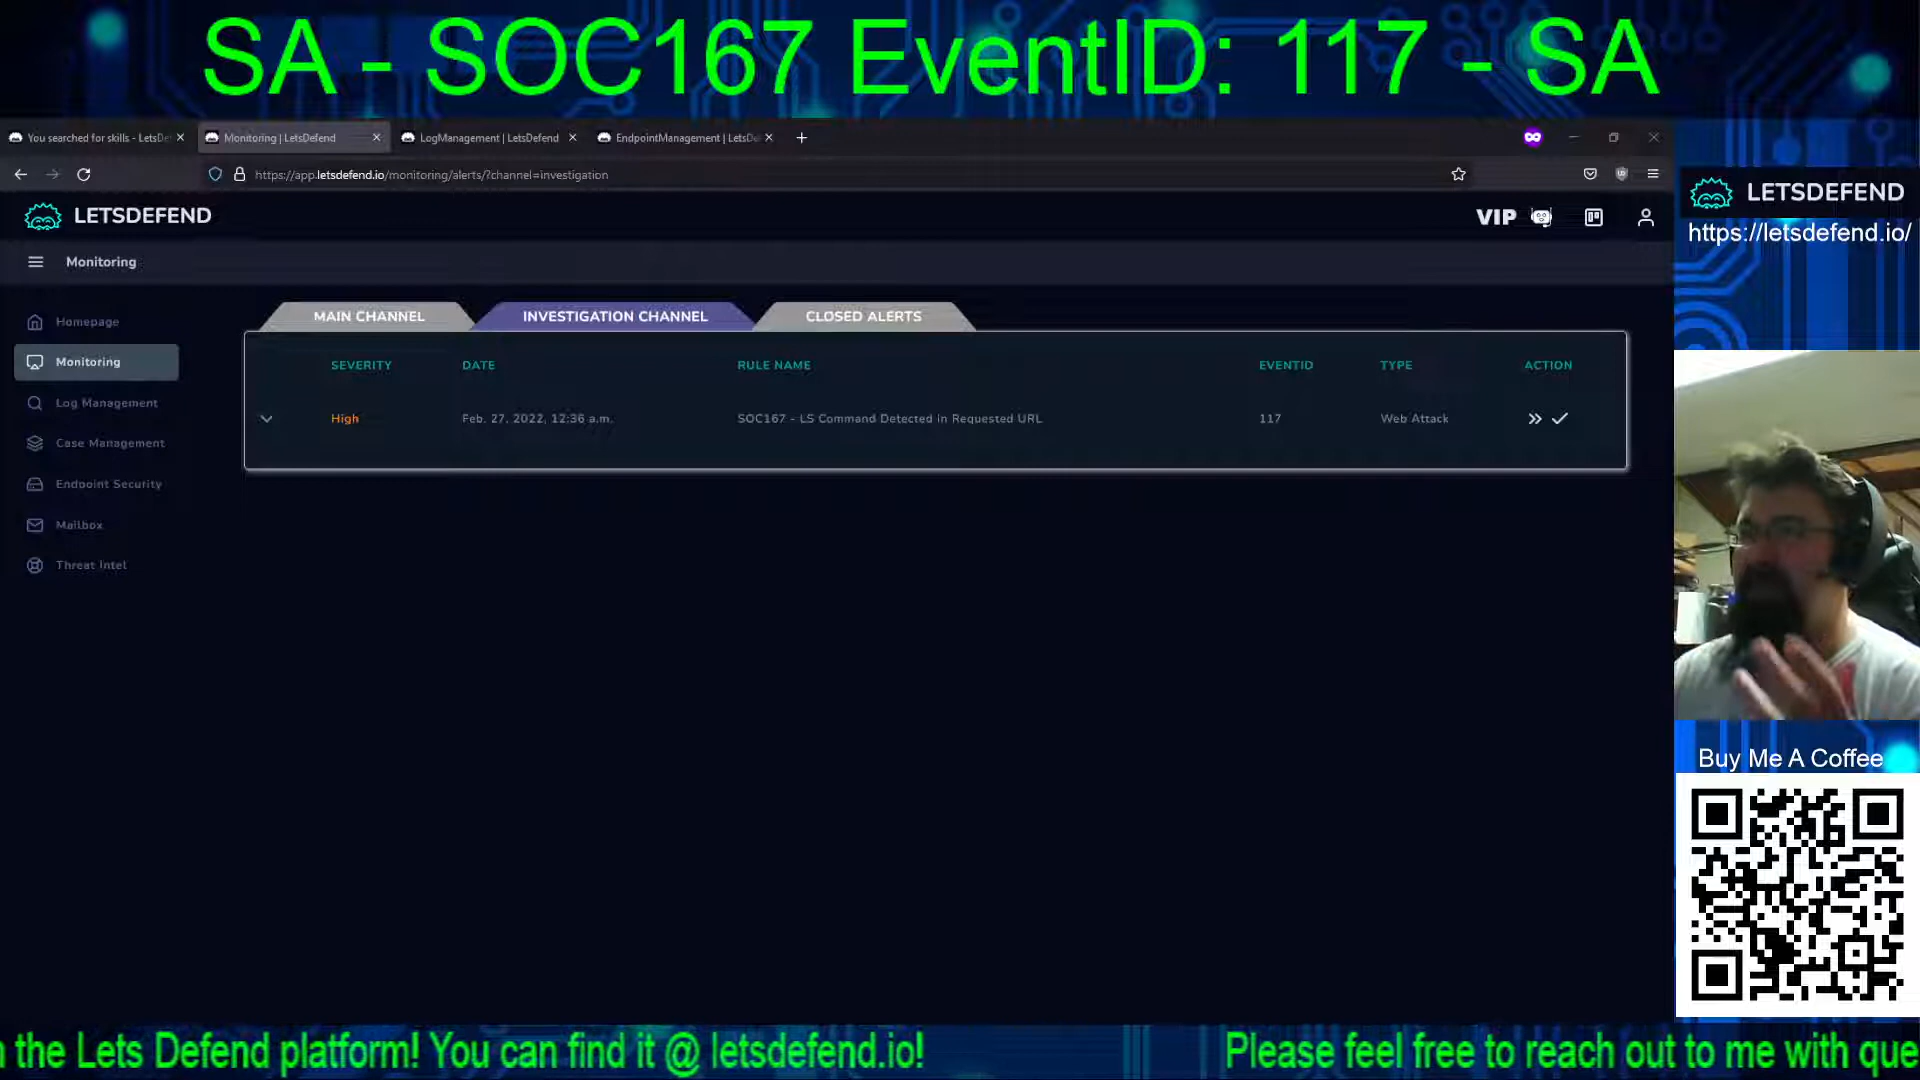 SA - SOC167 EventID: 117 - SA
You searched for skills - LetsDe
Monitoring | LetsDefend
LogManagement | LetsDefend
EndpointManagement | LetsDe
https://app.letsdefend.io/monitoring/alerts/?channel=investigation
LETSDEFEND
VIP
LETSDEFEND
https://letsdefend.io/
Monitoring
Homepage
Monitoring
Log Management
Case Management
Endpoint Security
Mailbox
Threat Intel
MAIN CHANNEL
INVESTIGATION CHANNEL
CLOSED ALERTS
SEVERITY DATE RULE NAME EVENTID TYPE ACTION
High Feb. 27, 2022, 12:36 a.m. SOC167 - LS Command Detected in Requested URL 117 Web Attack
Buy Me A Coffee
n the Lets Defend platform! You can find it @ letsdefend.io!
Please feel free to reach out to me with que